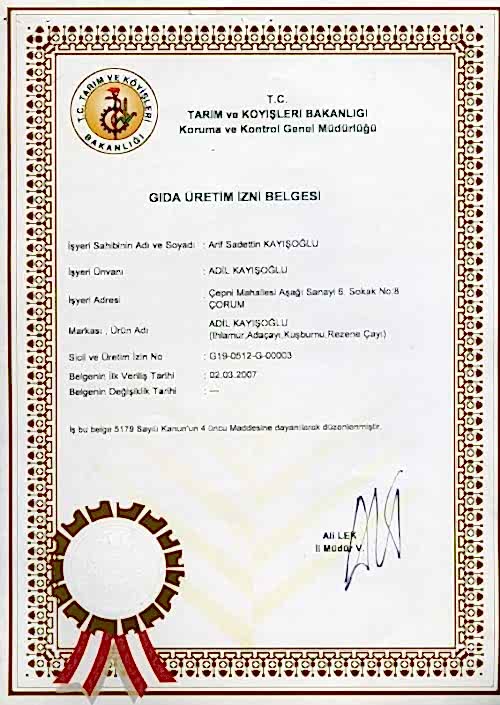 T.C. TARIM VE KÖYİŞLERİ BAKANLIĞI
T.C.
TARIM ve KÖYİŞLERİ BAKANLIGI
Koruma ve Kontrol Genel Müdürlüğü
GIDA ÜRETİM İZNİ BELGESİ
İşyeri Sahibinin Adı ve Soyadı : Arif Sadettin KAYIŞOĞLU
İşyeri Ünvanı : ADİL KAYIŞOĞLU
İşyeri Adresi : Çepni Mahallesi Aşağı Sanayi 6. Sokak No:8
ÇORUM
Markası , Ürün Adı : ADİL KAYIŞOĞLU
(Ihlamur,Adaçayı,Kuşburnu,Rezene Çayı)
Sicil ve Üretim İzin No : G19-0512-G-00003
Belgenin İlk Veriliş Tarihi : 02.03.2007
Belgenin Değişiklik Tarihi : ---
İş bu belge 5179 Sayılı Kanun'un 4 üncü Maddesine dayanılarak düzenlenmiştir.
Ali LEK
İl Müdür V.